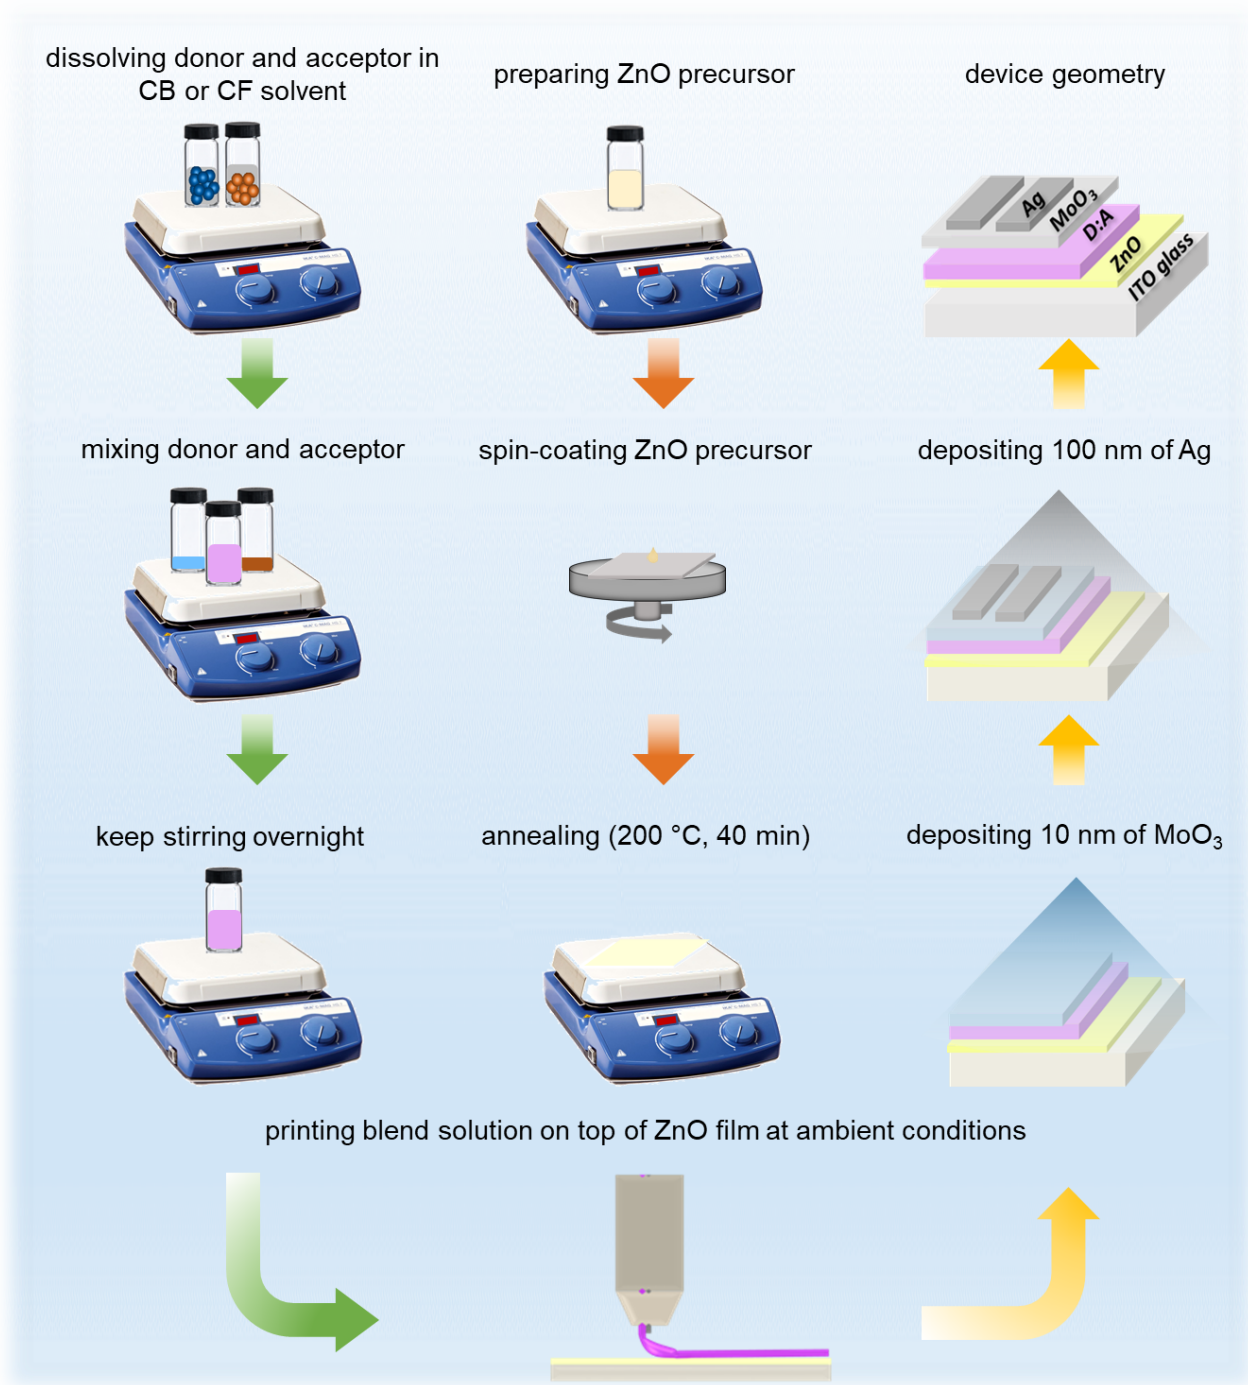 dissolving donor and acceptor in
CB or CF solvent
preparing ZnO precursor
device geometry
Ag
MoO₃
D:A
ZnO
ITO glass
mixing donor and acceptor
spin-coating ZnO precursor
depositing 100 nm of Ag
keep stirring overnight
annealing (200 °C, 40 min)
depositing 10 nm of MoO₃
printing blend solution on top of ZnO film at ambient conditions